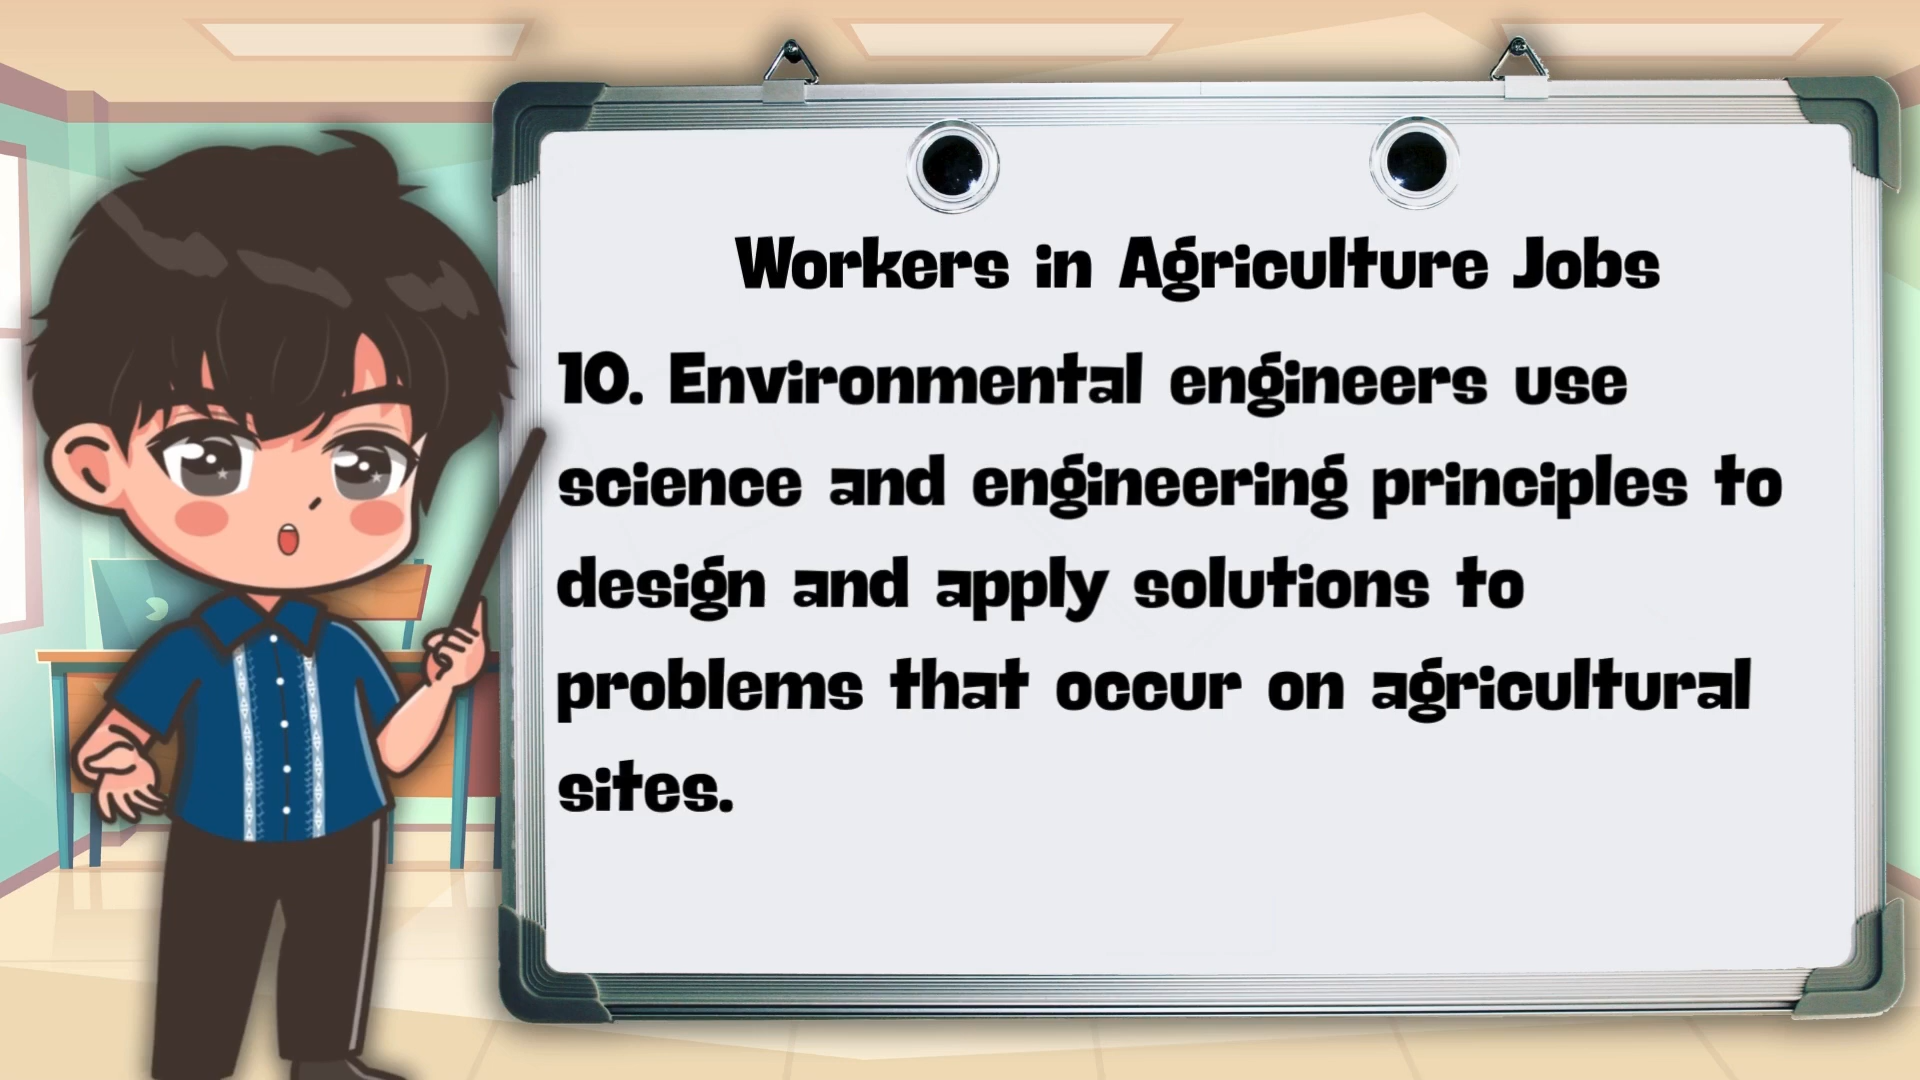 Workers in Agriculture Jobs
10. Environmental engineers use
science and engineering principles to
design and apply solutions to
problems that occur on agricultural
sites.